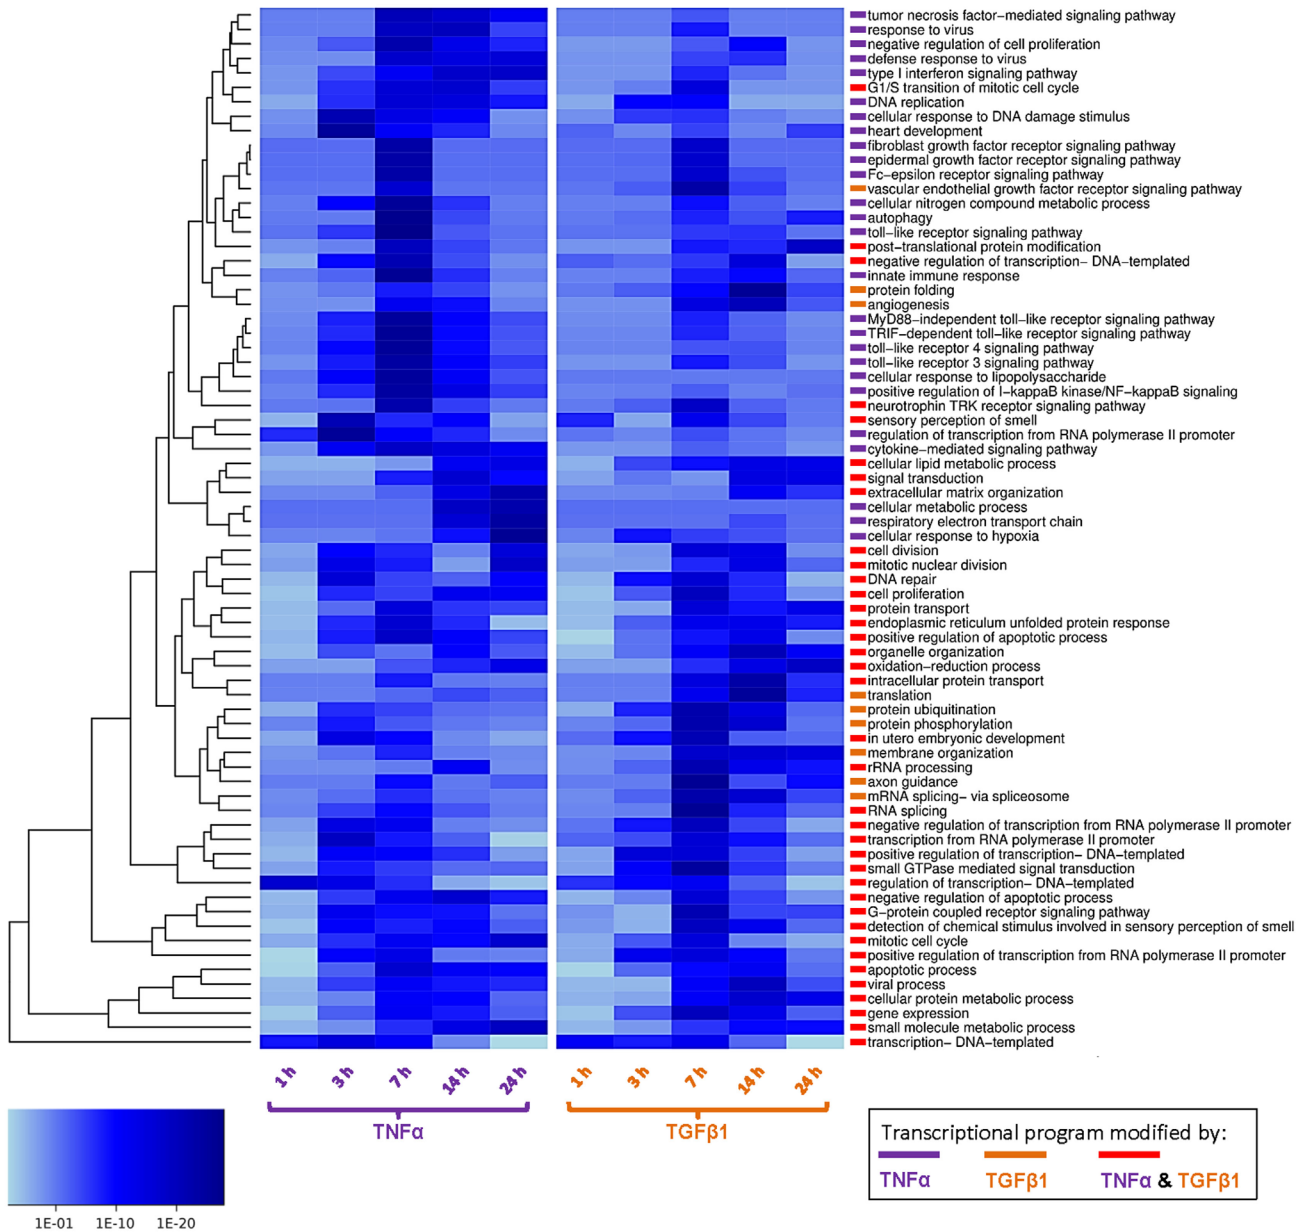 tumor necrosis factor−mediated signaling pathway
response to virus
negative regulation of cell proliferation
defense response to virus
type I interferon signaling pathway
G1/S transition of mitotic cell cycle
DNA replication
cellular response to DNA damage stimulus
heart development
fibroblast growth factor receptor signaling pathway
epidermal growth factor receptor signaling pathway
Fc−epsilon receptor signaling pathway
vascular endothelial growth factor receptor signaling pathway
cellular nitrogen compound metabolic process
autophagy
toll−like receptor signaling pathway
post−translational protein modification
negative regulation of transcription− DNA−templated
innate immune response
protein folding
angiogenesis
MyD88−independent toll−like receptor signaling pathway
TRIF−dependent toll−like receptor signaling pathway
toll−like receptor 4 signaling pathway
toll−like receptor 3 signaling pathway
cellular response to lipopolysaccharide
positive regulation of I−kappaB kinase/NF−kappaB signaling
neurotrophin TRK receptor signaling pathway
sensory perception of smell
regulation of transcription from RNA polymerase II promoter
cytokine−mediated signaling pathway
cellular lipid metabolic process
signal transduction
extracellular matrix organization
cellular metabolic process
respiratory electron transport chain
cellular response to hypoxia
cell division
mitotic nuclear division
DNA repair
cell proliferation
protein transport
endoplasmic reticulum unfolded protein response
positive regulation of apoptotic process
organelle organization
oxidation−reduction process
intracellular protein transport
translation
protein ubiquitination
protein phosphorylation
in utero embryonic development
membrane organization
rRNA processing
axon guidance
mRNA splicing− via spliceosome
RNA splicing
negative regulation of transcription from RNA polymerase II promoter
transcription from RNA polymerase II promoter
positive regulation of transcription− DNA−templated
small GTPase mediated signal transduction
regulation of transcription− DNA−templated
negative regulation of apoptotic process
G−protein coupled receptor signaling pathway
detection of chemical stimulus involved in sensory perception of smell
mitotic cell cycle
positive regulation of transcription from RNA polymerase II promoter
apoptotic process
viral process
cellular protein metabolic process
gene expression
small molecule metabolic process
transcription− DNA−templated
1 h 3 h 7 h 14 h 24 h 1 h 3 h 7 h 14 h 24 h
TNFα TGFβ1
1E-01 1E-10 1E-20
Transcriptional program modified by:
TNFα TGFβ1 TNFα & TGFβ1